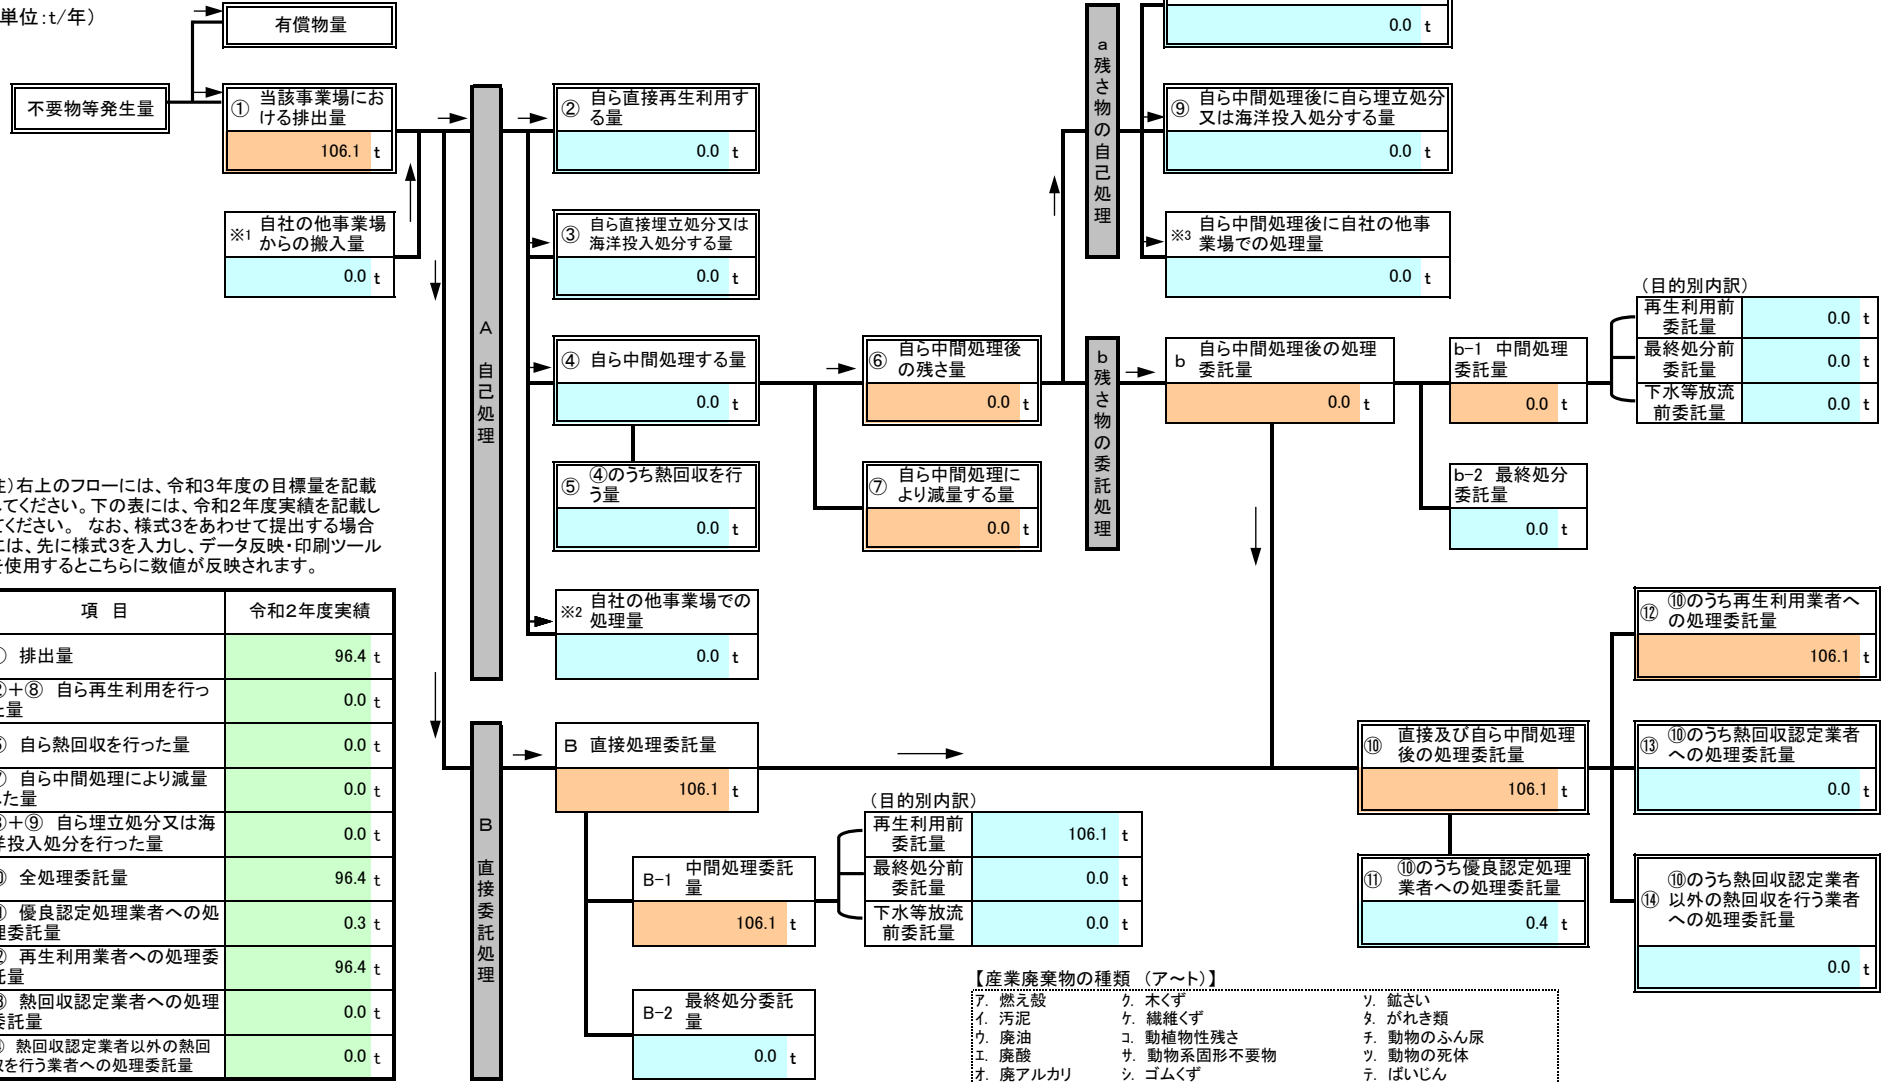 単位:t/年)
有償物量
不要物等発生量
① 当該事業場にお
ける排出量
106.1 t
※1 自社の他事業場
からの搬入量
0.0 t
A 自己処理
② 自ら直接再生利用す
る量
0.0 t
③ 自ら直接埋立処分又は
海洋投入処分する量
0.0 t
④ 自ら中間処理する量
0.0 t
⑤ ④のうち熱回収を行
う量
0.0 t
※2 自社の他事業場での
処理量
0.0 t
⑥ 自ら中間処理後
の残さ量
0.0 t
⑦ 自ら中間処理に
より減量する量
0.0 t
a残さ物の自己処理
0.0 t
⑨ 自ら中間処理後に自ら埋立処分
又は海洋投入処分する量
0.0 t
※3 自ら中間処理後に自社の他事
業場での処理量
0.0 t
b残さ物の委託処理
b 自ら中間処理後の処理
委託量
0.0 t
b-1 中間処理
委託量
0.0 t
(目的別内訳)
再生利用前
委託量
0.0 t
最終処分前
委託量
0.0 t
下水等放流
前委託量
0.0 t
b-2 最終処分
委託量
0.0 t
)右上のフローには、令和3年度の目標量を記載
てください。下の表には、令和2年度実績を記載し
ください。 なお、様式3をあわせて提出する場合
は、先に様式3を入力し、データ反映・印刷ツール
使用するとこちらに数値が反映されます。
項 目 令和2年度実績
排出量 96.4 t
+⑧ 自ら再生利用を行っ
量
0.0 t
自ら熱回収を行った量 0.0 t
自ら中間処理により減量
た量
0.0 t
+⑨ 自ら埋立処分又は海
投入処分を行った量
0.0 t
全処理委託量 96.4 t
優良認定処理業者への処
委託量
0.3 t
再生利用業者への処理委
量
96.4 t
熱回収認定業者への処理
託量
0.0 t
熱回収認定業者以外の熱回
を行う業者への処理委託量
0.0 t
B 直接委託処理
B 直接処理委託量
106.1 t
B-1 中間処理委託
量
106.1 t
(目的別内訳)
再生利用前
委託量
106.1 t
最終処分前
委託量
0.0 t
下水等放流
前委託量
0.0 t
B-2 最終処分委託
量
0.0 t
⑩ 直接及び自ら中間処理
後の処理委託量
106.1 t
⑪ ⑩のうち優良認定処理
業者への処理委託量
0.4 t
⑫ ⑩のうち再生利用業者へ
の処理委託量
106.1 t
⑬ ⑩のうち熱回収認定業者
への処理委託量
0.0 t
⑭ ⑩のうち熱回収認定業者
以外の熱回収を行う業者
への処理委託量
0.0 t
【産業廃棄物の種類 (ア~ト)】
ア. 燃え殻 ク. 木くず ソ. 鉱さい
イ. 汚泥 ケ. 繊維くず タ. がれき類
ウ. 廃油 コ. 動植物性残さ チ. 動物のふん尿
エ. 廃酸 サ. 動物系固形不要物 ツ. 動物の死体
オ. 廃アルカリ シ. ゴムくず テ. ばいじん